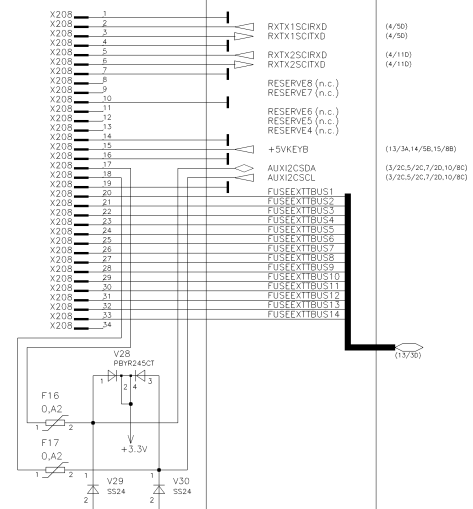 X208 1
X208 2 RXTX1SCIRXD (4/5D)
X208 3 RXTX1SCITXD (4/5D)
X208 4
X208 5 RXTX2SCIRXD (4/11D)
X208 6 RXTX2SCITXD (4/11D)
X208 7
X208 8 RESERVE8 (n.c.)
X208 9 RESERVE7 (n.c.)
X208 10
X208 11 RESERVE6 (n.c.)
X208 12 RESERVE5 (n.c.)
X208 13 RESERVE4 (n.c.)
X208 14
X208 15 +5VKEYB (13/3A,14/5B,15/8B)
X208 16
X208 17 AUXI2CSDA (3/2C,5/2C,7/2D,10/8C)
X208 18 AUXI2CSCL (3/2C,5/2C,7/2D,10/8C)
X208 19
X208 20 FUSEEXTTBUS1
X208 21 FUSEEXTTBUS2
X208 22 FUSEEXTTBUS3
X208 23 FUSEEXTTBUS4
X208 24 FUSEEXTTBUS5
X208 25 FUSEEXTTBUS6
X208 26 FUSEEXTTBUS7
X208 27 FUSEEXTTBUS8
X208 28 FUSEEXTTBUS9
X208 29 FUSEEXTTBUS10
X208 30 FUSEEXTTBUS11
X208 31 FUSEEXTTBUS12
X208 32 FUSEEXTTBUS13
X208 33 FUSEEXTTBUS14
X208 34
(13/3D)
V28
PBYR245CT
1 2 4 3
F16
0,A2
1 2
+3.3V
F17
0,A2
1 2
1 1
V29 V30
SS24 SS24
2 2